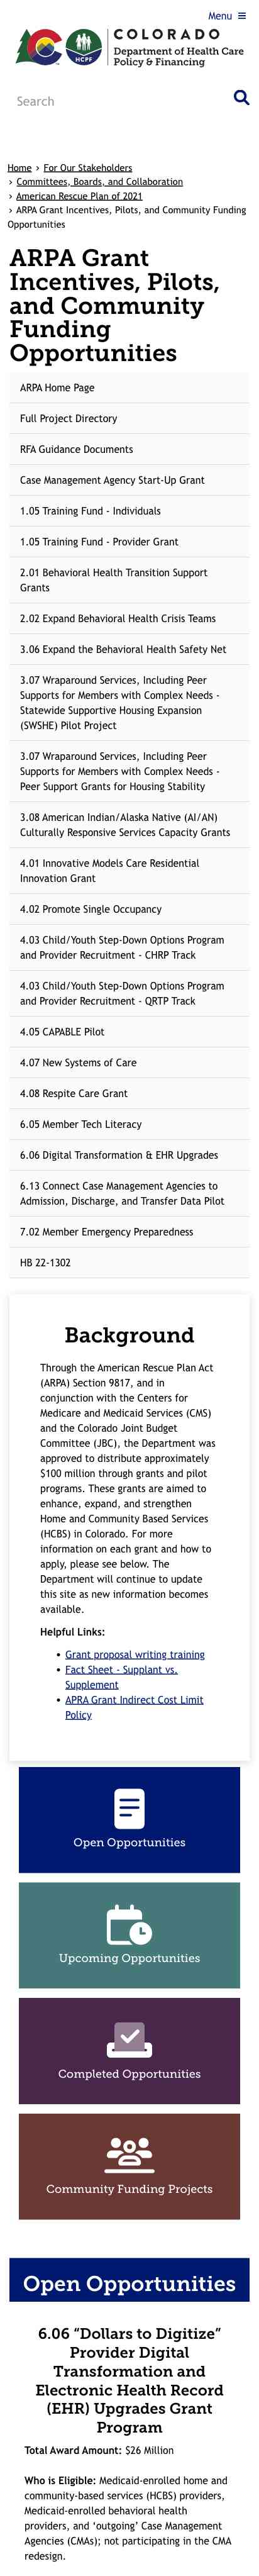 Menu
COLORADO
Department of Health Care
Policy & Financing
HCPF
Search
Home › For Our Stakeholders
› Committees, Boards, and Collaboration
› American Rescue Plan of 2021
› ARPA Grant Incentives, Pilots, and Community Funding
Opportunities
ARPA Grant
Incentives, Pilots,
and Community
Funding
Opportunities
ARPA Home Page
Full Project Directory
RFA Guidance Documents
Case Management Agency Start-Up Grant
1.05 Training Fund - Individuals
1.05 Training Fund - Provider Grant
2.01 Behavioral Health Transition Support
Grants
2.02 Expand Behavioral Health Crisis Teams
3.06 Expand the Behavioral Health Safety Net
3.07 Wraparound Services, Including Peer
Supports for Members with Complex Needs -
Statewide Supportive Housing Expansion
(SWSHE) Pilot Project
3.07 Wraparound Services, Including Peer
Supports for Members with Complex Needs -
Peer Support Grants for Housing Stability
3.08 American Indian/Alaska Native (AI/AN)
Culturally Responsive Services Capacity Grants
4.01 Innovative Models Care Residential
Innovation Grant
4.02 Promote Single Occupancy
4.03 Child/Youth Step-Down Options Program
and Provider Recruitment - CHRP Track
4.03 Child/Youth Step-Down Options Program
and Provider Recruitment - QRTP Track
4.05 CAPABLE Pilot
4.07 New Systems of Care
4.08 Respite Care Grant
6.05 Member Tech Literacy
6.06 Digital Transformation & EHR Upgrades
6.13 Connect Case Management Agencies to
Admission, Discharge, and Transfer Data Pilot
7.02 Member Emergency Preparedness
HB 22-1302
Background
Through the American Rescue Plan Act
(ARPA) Section 9817, and in
conjunction with the Centers for
Medicare and Medicaid Services (CMS)
and the Colorado Joint Budget
Committee (JBC), the Department was
approved to distribute approximately
$100 million through grants and pilot
programs. These grants are aimed to
enhance, expand, and strengthen
Home and Community Based Services
(HCBS) in Colorado. For more
information on each grant and how to
apply, please see below. The
Department will continue to update
this site as new information becomes
available.
Helpful Links:
• Grant proposal writing training
• Fact Sheet - Supplant vs.
Supplement
• APRA Grant Indirect Cost Limit
Policy
Open Opportunities
Upcoming Opportunities
Completed Opportunities
Community Funding Projects
Open Opportunities
6.06 “Dollars to Digitize”
Provider Digital
Transformation and
Electronic Health Record
(EHR) Upgrades Grant
Program
Total Award Amount: $26 Million
Who is Eligible: Medicaid-enrolled home and
community-based services (HCBS) providers,
Medicaid-enrolled behavioral health
providers, and ‘outgoing’ Case Management
Agencies (CMAs); not participating in the CMA
redesign.